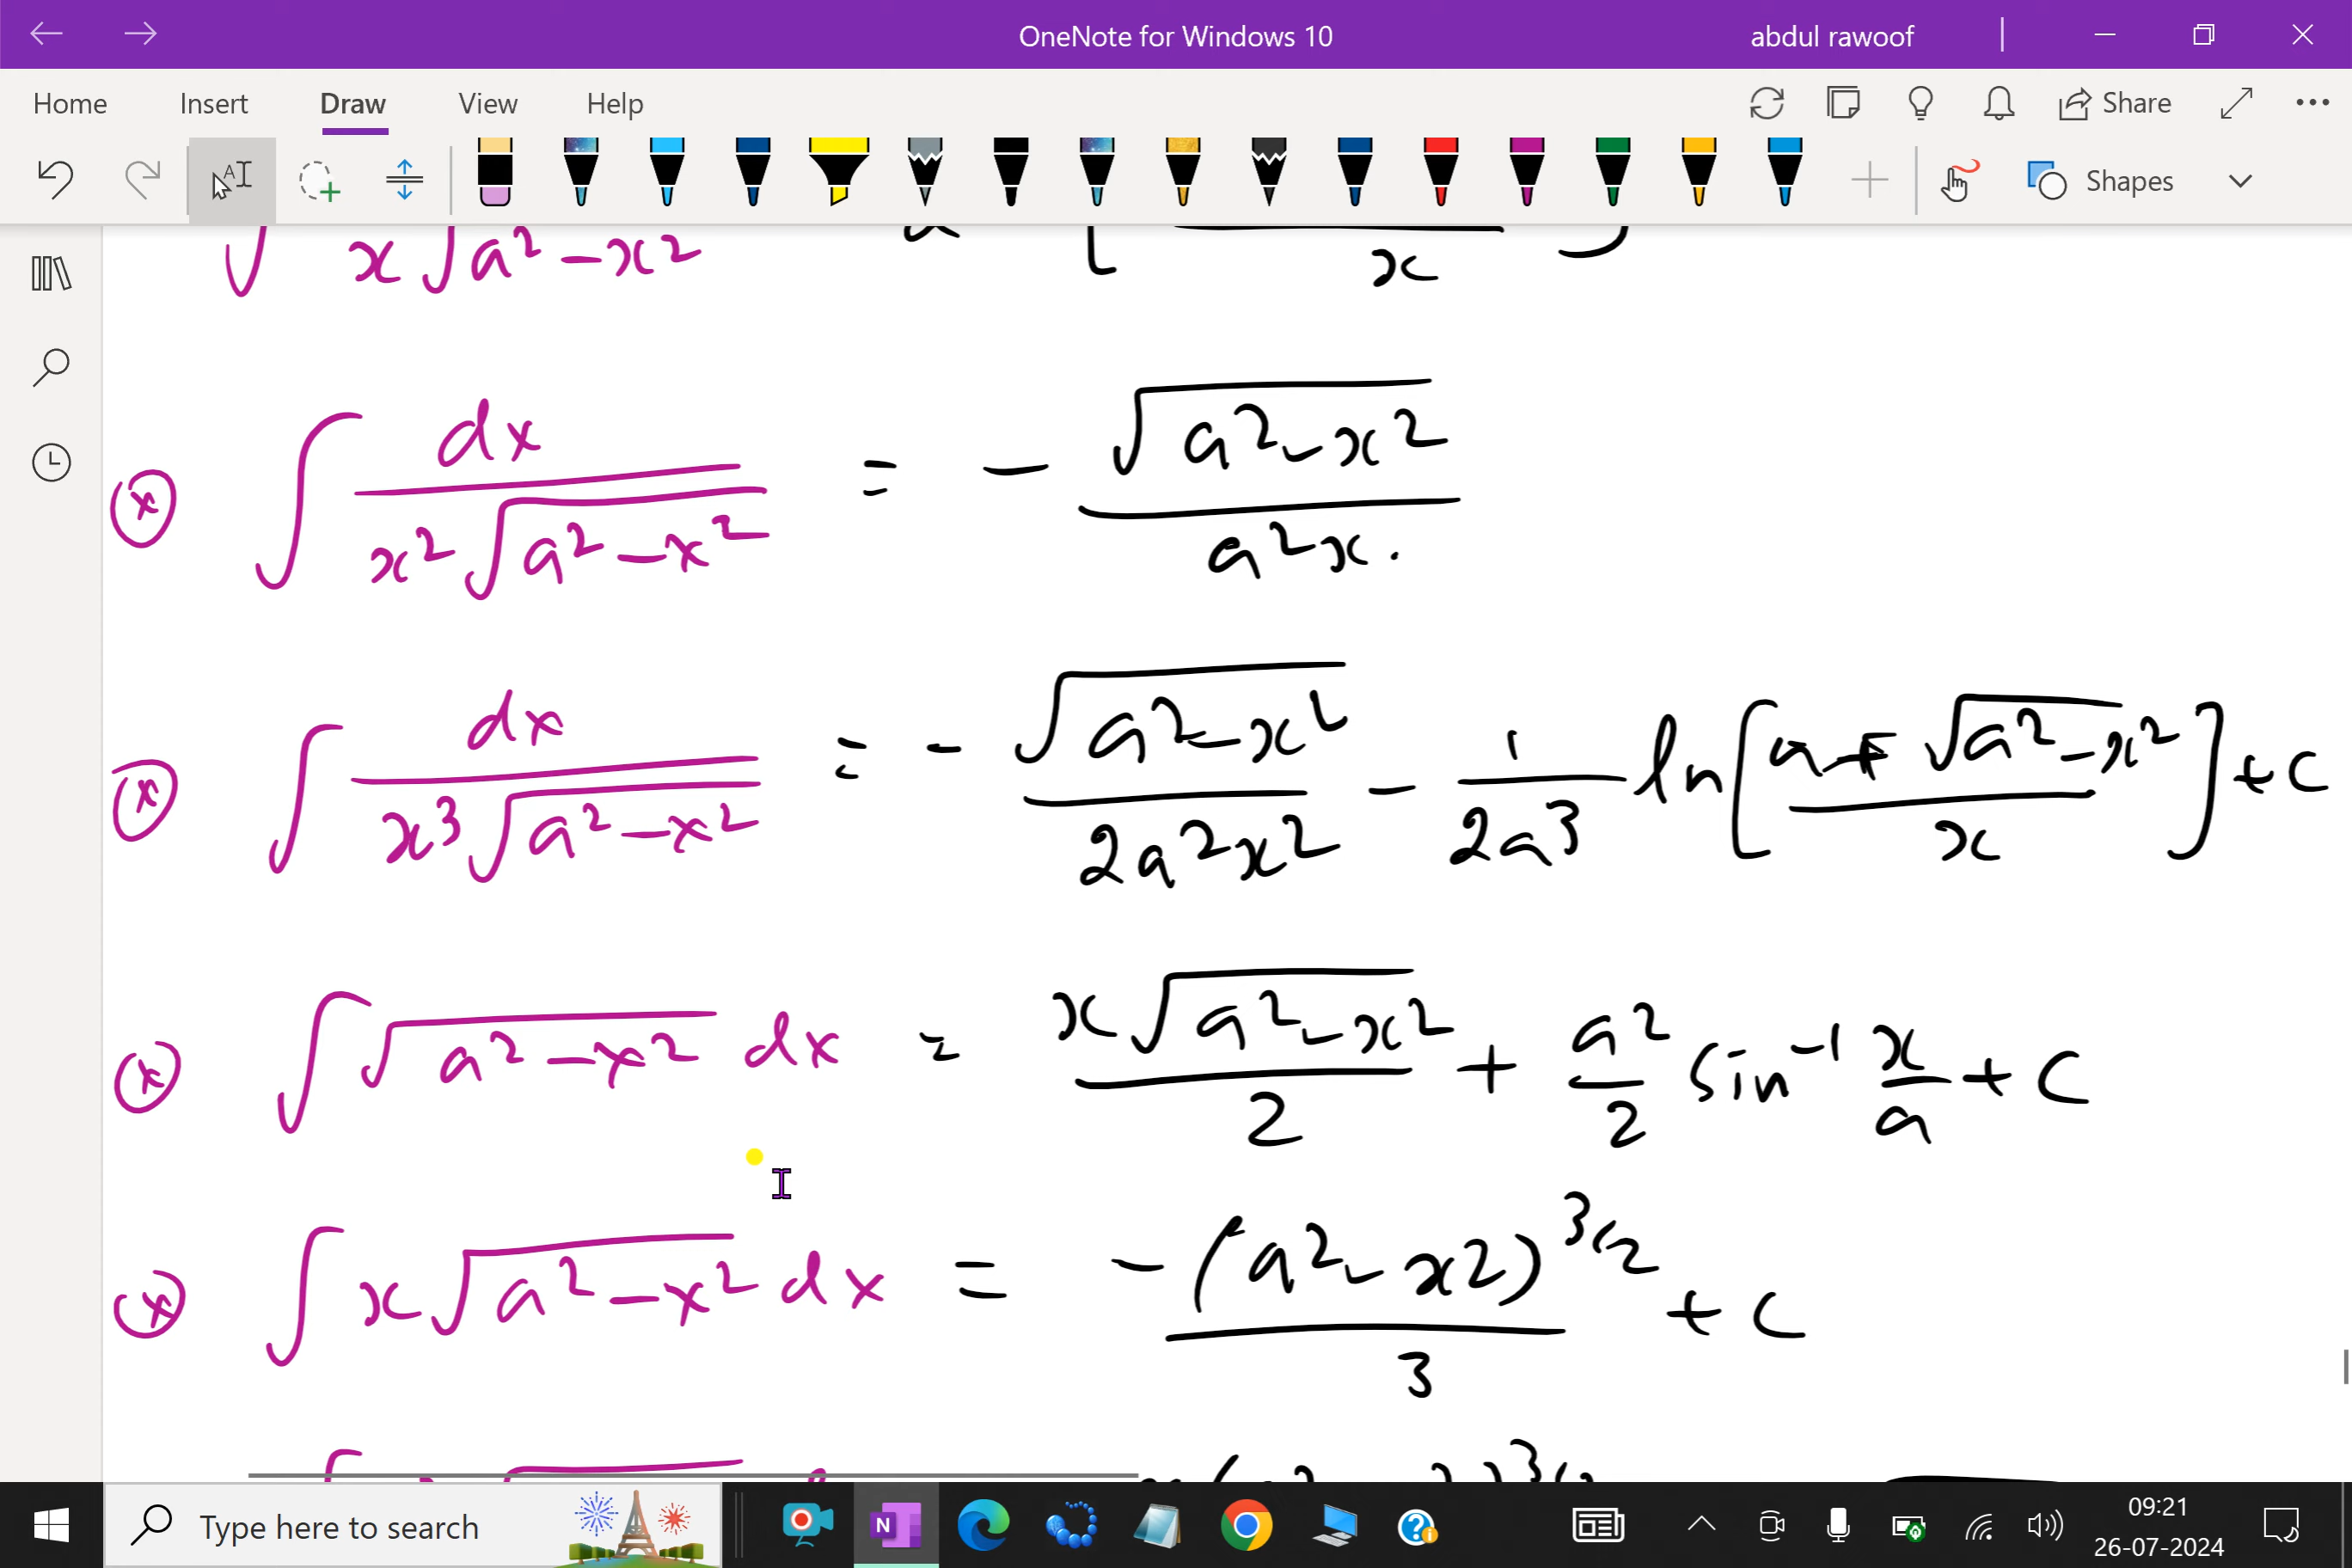 OneNote for Windows 10
abdul rawoof
Home Insert Draw View Help
Share
Shapes
∫ x√a²-x² x
ⓧ ∫ dx / x²√a²-x² = - √a²-x² / a²x.
ⓧ ∫ dx / x³√a²-x² = - √a²-x² / 2a²x² - 1/2a³ ln[a+√a²-x² / x] + C
ⓧ ∫ √a²-x² dx = x√a²-x² / 2 + a²/2 sin⁻¹ x/a + C
ⓧ ∫ x√a²-x² dx = -(a²-x2)^3/2 / 3 + C
Type here to search
09:21
26-07-2024